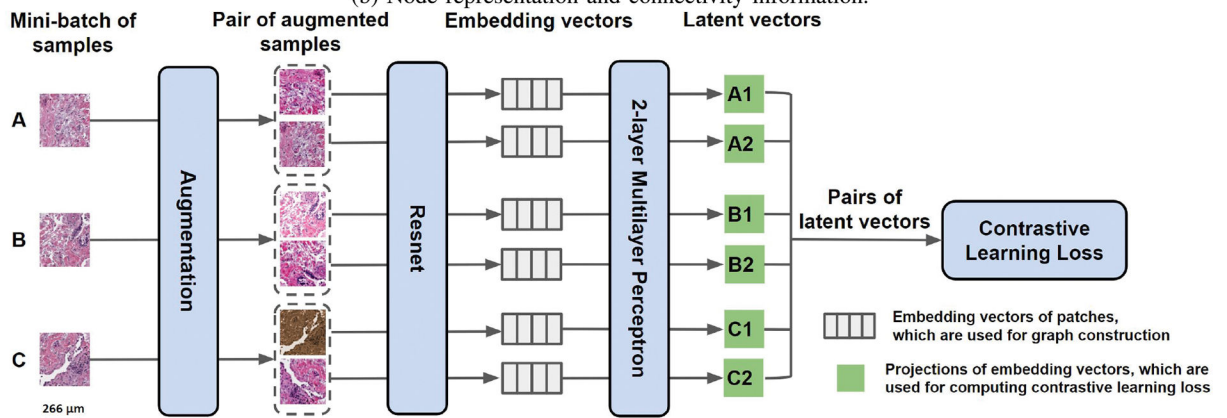 (b) Node representation and connectivity information.
Mini-batch of
samples
Pair of augmented
samples
Embedding vectors
Latent vectors
A
B
C
266 µm
Augmentation
Resnet
2-layer Multilayer Perceptron
A1
A2
B1
B2
C1
C2
Pairs of
latent vectors
Contrastive
Learning Loss
Embedding vectors of patches,
which are used for graph construction
Projections of embedding vectors, which are
used for computing contrastive learning loss